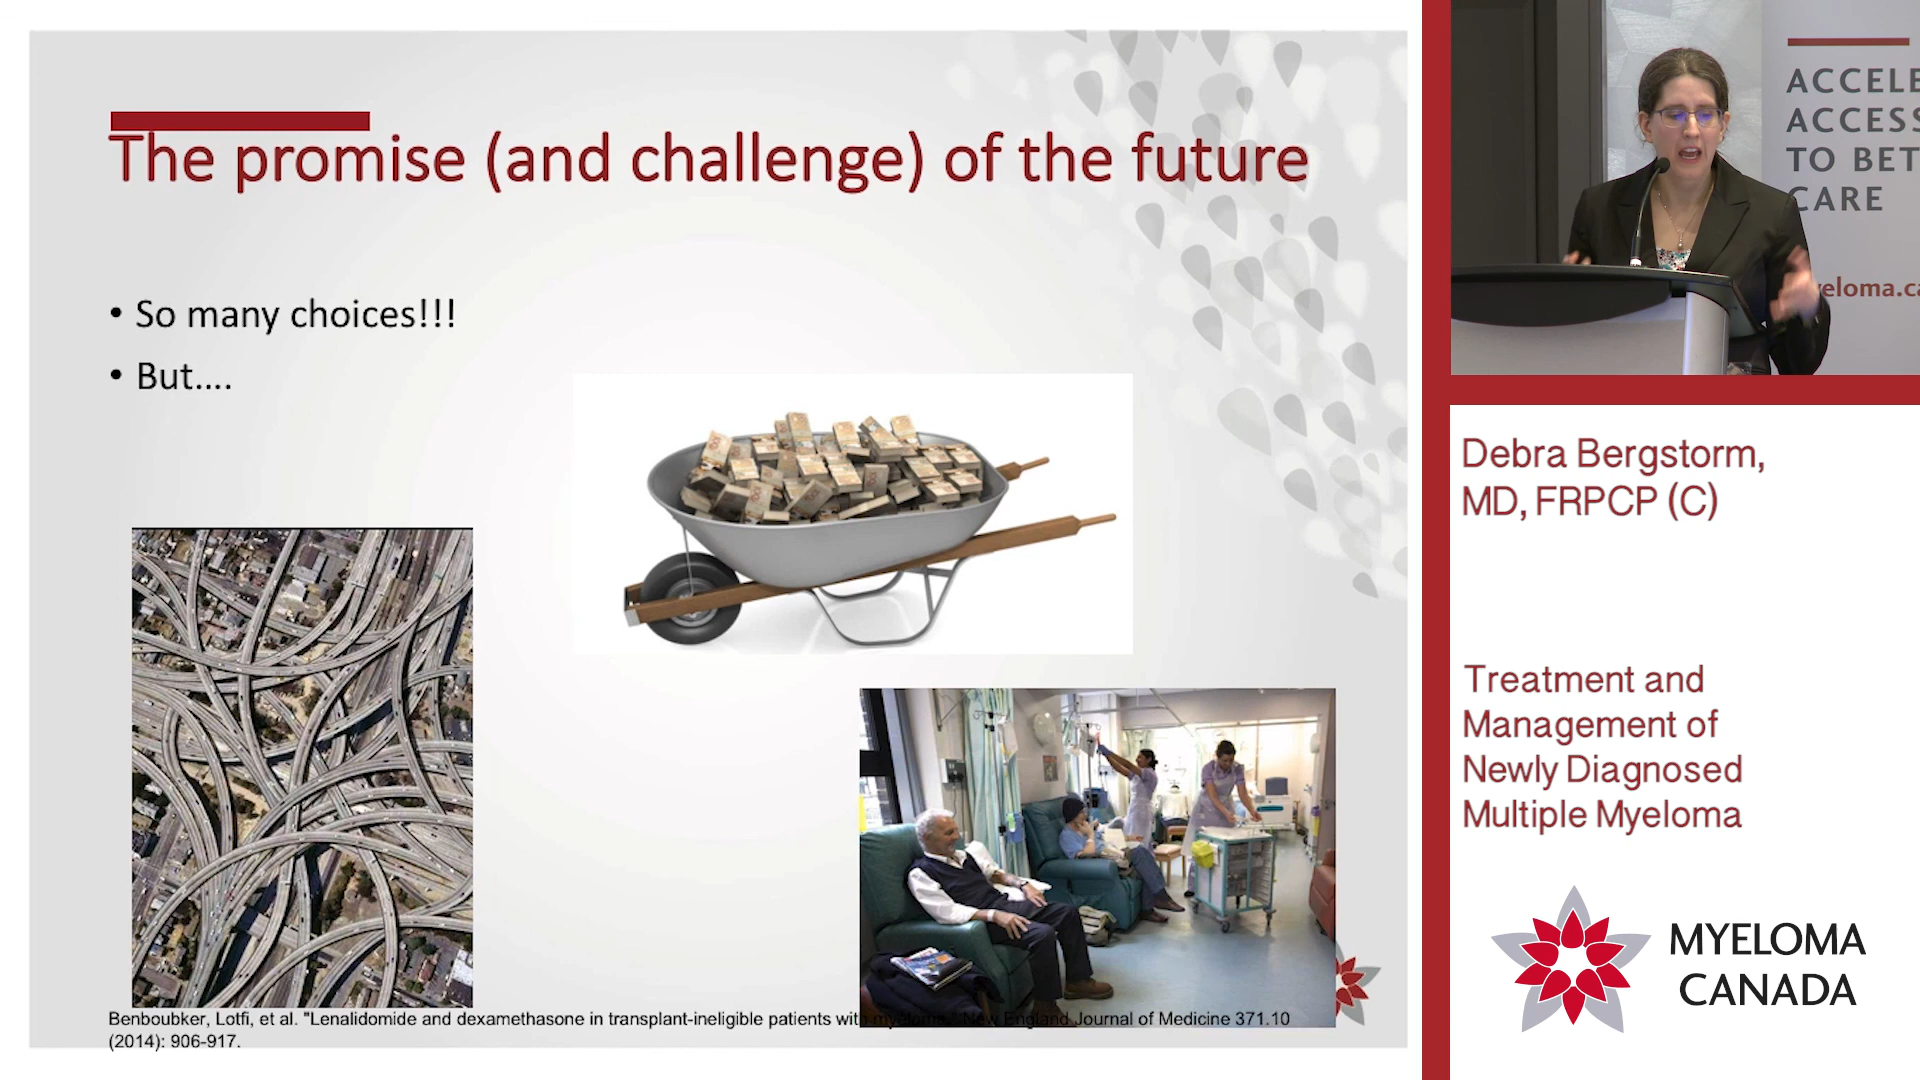 The promise (and challenge) of the future
• So many choices!!!
• But....
Benboubker, Lotfi, et al. "Lenalidomide and dexamethasone in transplant-ineligible patients with myeloma." New England Journal of Medicine 371.10
(2014): 906-917.
ACCELE
ACCESS
TO BET
CARE
yeloma.ca
Debra Bergstorm,
MD, FRPCP (C)
Treatment and
Management of
Newly Diagnosed
Multiple Myeloma
MYELOMA
CANADA